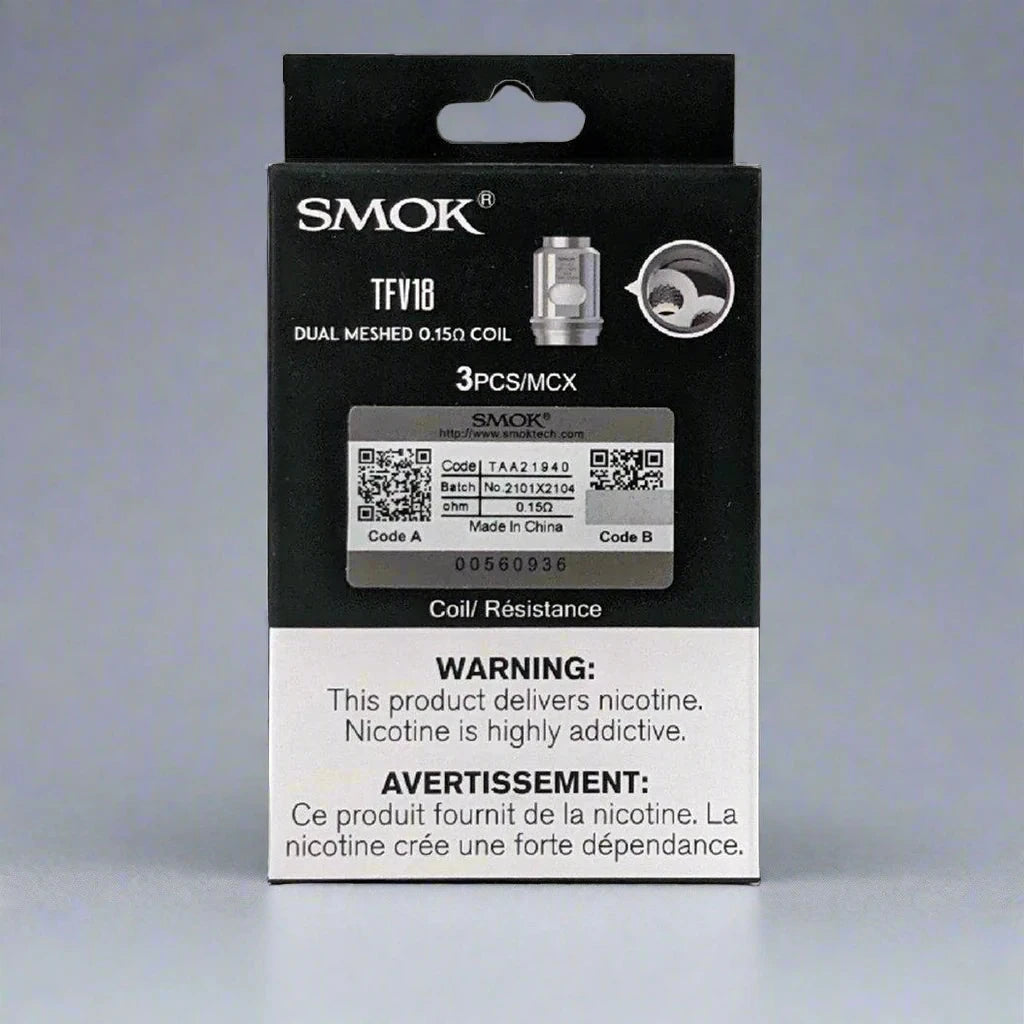 SMOK®
TFV18
DUAL MESHED 0.15Ω COIL
3PCS/MCX
SMOK®
http://www.smoktech.com
Code TAA21940
Batch No.2101X2104
ohm 0.15Ω
Made In China
Code A
Code B
00560936
Coil/ Résistance
WARNING:
This product delivers nicotine.
Nicotine is highly addictive.
AVERTISSEMENT:
Ce produit fournit de la nicotine. La
nicotine crée une forte dépendance.